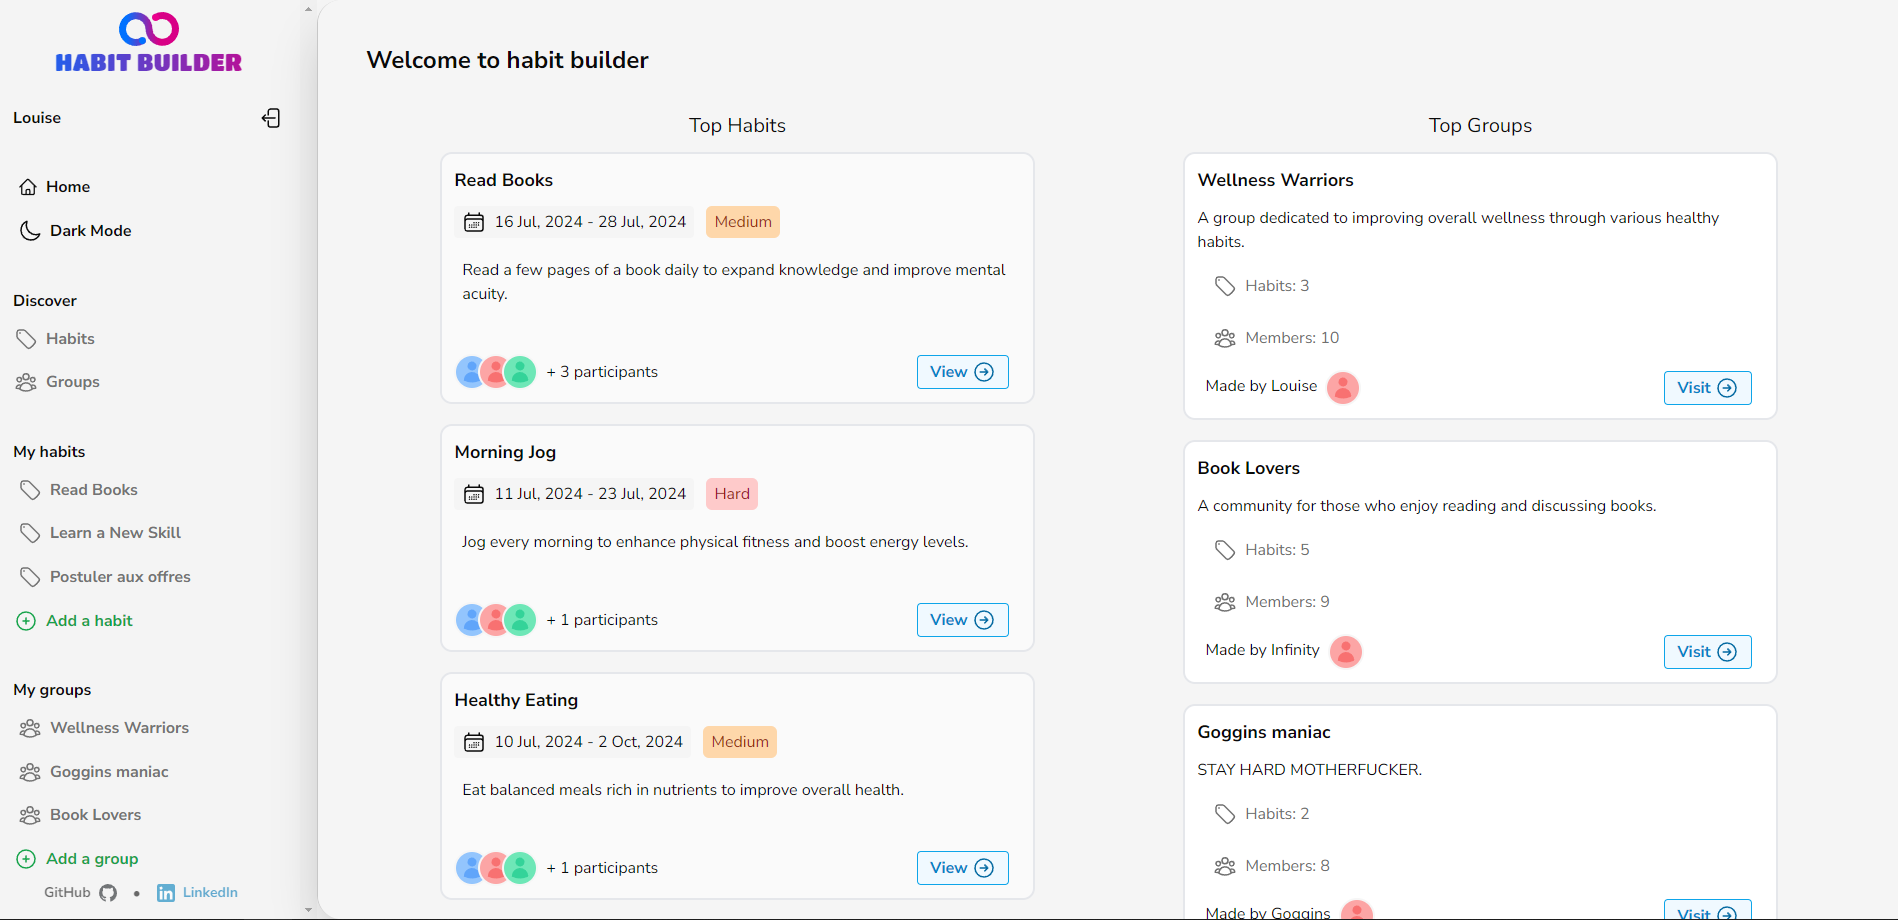 HABIT BUILDER
Louise
Home
Dark Mode
Discover
Habits
Groups
My habits
Read Books
Learn a New Skill
Postuler aux offres
Add a habit
My groups
Wellness Warriors
Goggins maniac
Book Lovers
Add a group
GitHub • LinkedIn
Welcome to habit builder
Top Habits
Read Books
16 Jul, 2024 - 28 Jul, 2024 Medium
Read a few pages of a book daily to expand knowledge and improve mental
acuity.
+ 3 participants View
Morning Jog
11 Jul, 2024 - 23 Jul, 2024 Hard
Jog every morning to enhance physical fitness and boost energy levels.
+ 1 participants View
Healthy Eating
10 Jul, 2024 - 2 Oct, 2024 Medium
Eat balanced meals rich in nutrients to improve overall health.
+ 1 participants View
Top Groups
Wellness Warriors
A group dedicated to improving overall wellness through various healthy
habits.
Habits: 3
Members: 10
Made by Louise Visit
Book Lovers
A community for those who enjoy reading and discussing books.
Habits: 5
Members: 9
Made by Infinity Visit
Goggins maniac
STAY HARD MOTHERFUCKER.
Habits: 2
Members: 8
Made by Goggins Visit